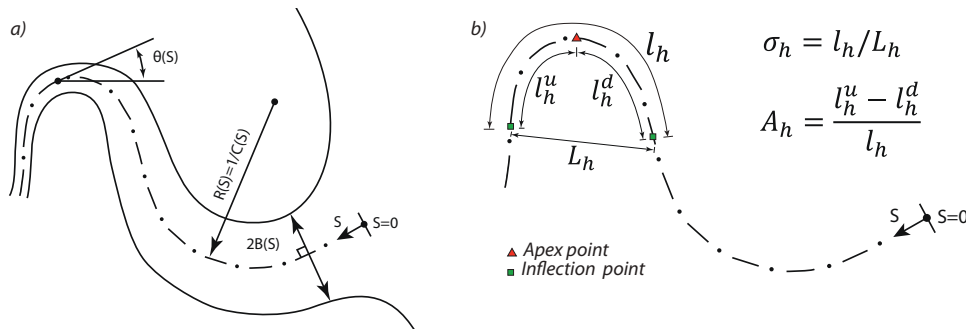 a)
θ(S)
R(S)=1/C(S)
2B(S)
S
S=0
b)
l_h
l_h^u
l_h^d
L_h
σ_h = l_h/L_h
A_h = (l_h^u − l_h^d)/l_h
S
S=0
Apex point
Inflection point